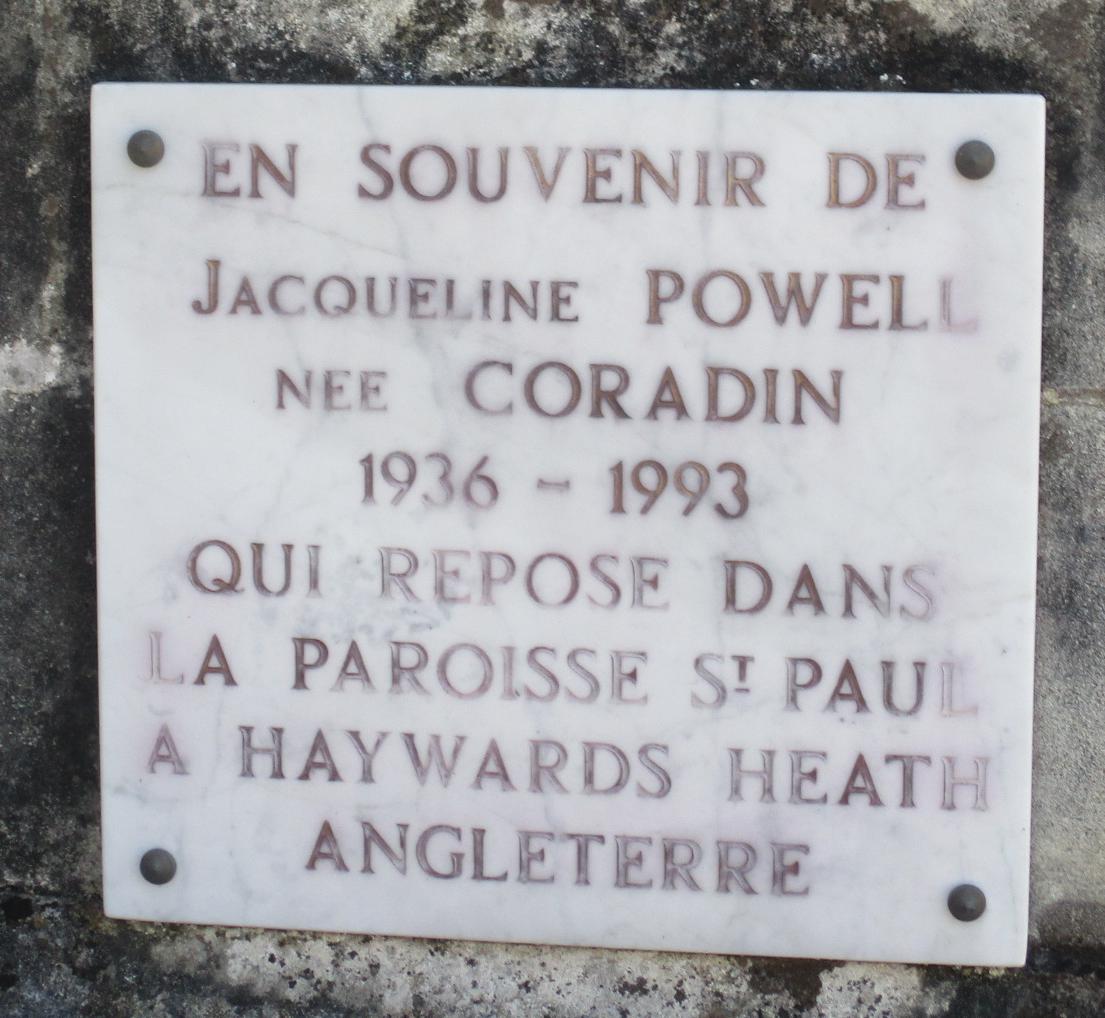 EN SOUVENIR DE
JACQUELINE POWELL
NEE CORADIN
1936 - 1993
QUI REPOSE DANS
LA PAROISSE ST PAUL
A HAYWARDS HEATH
ANGLETERRE